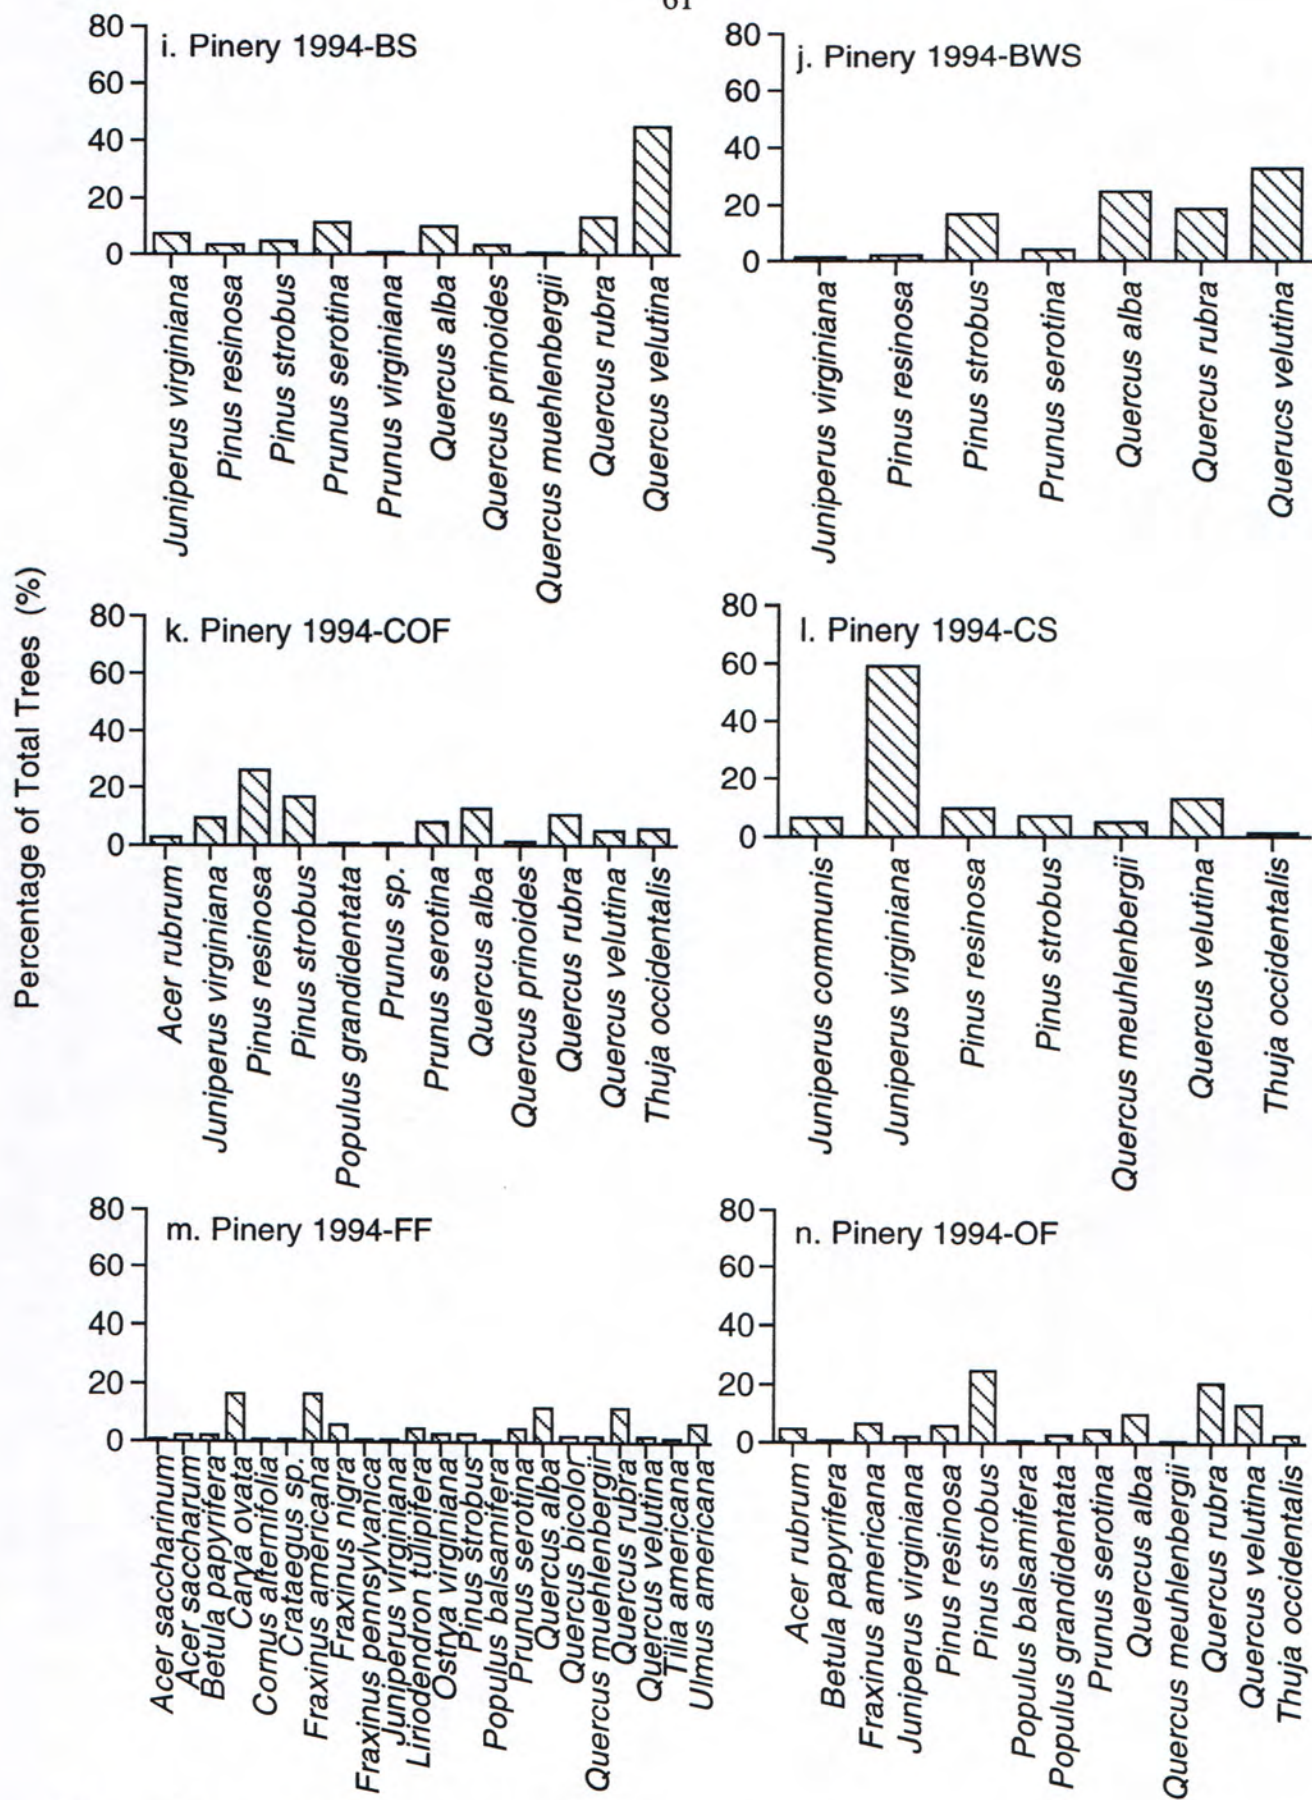 61
Percentage of Total Trees (%)
i. Pinery 1994-BS
80
60
40
20
0
Juniperus virginiana
Pinus resinosa
Pinus strobus
Prunus serotina
Prunus virginiana
Quercus alba
Quercus prinoides
Quercus muehlenbergii
Quercus rubra
Quercus velutina
j. Pinery 1994-BWS
80
60
40
20
0
Juniperus virginiana
Pinus resinosa
Pinus strobus
Prunus serotina
Quercus alba
Quercus rubra
Querucs velutina
k. Pinery 1994-COF
80
60
40
20
0
Acer rubrum
Juniperus virginiana
Pinus resinosa
Pinus strobus
Populus grandidentata
Prunus sp.
Prunus serotina
Quercus alba
Quercus prinoides
Quercus rubra
Quercus velutina
Thuja occidentalis
l. Pinery 1994-CS
80
60
40
20
0
Juniperus communis
Juniperus virginiana
Pinus resinosa
Pinus strobus
Quercus meuhlenbergii
Quercus velutina
Thuja occidentalis
m. Pinery 1994-FF
80
60
40
20
0
Acer saccharinum
Acer saccharum
Betula papyrifera
Carya ovata
Cornus alternifolia
Crataegus sp.
Fraxinus americana
Fraxinus nigra
Fraxinus pennsylvanica
Juniperus virginiana
Liriodendron tulipifera
Ostrya virginiana
Pinus strobus
Populus balsamifera
Prunus serotina
Quercus alba
Quercus bicolor
Quercus muehlenbergii
Quercus rubra
Quercus velutina
Tilia americana
Ulmus americana
n. Pinery 1994-OF
80
60
40
20
0
Acer rubrum
Betula papyrifera
Fraxinus americana
Juniperus virginiana
Pinus resinosa
Pinus strobus
Populus balsamifera
Populus grandidentata
Prunus serotina
Quercus alba
Quercus meuhlenbergii
Quercus rubra
Quercus velutina
Thuja occidentalis